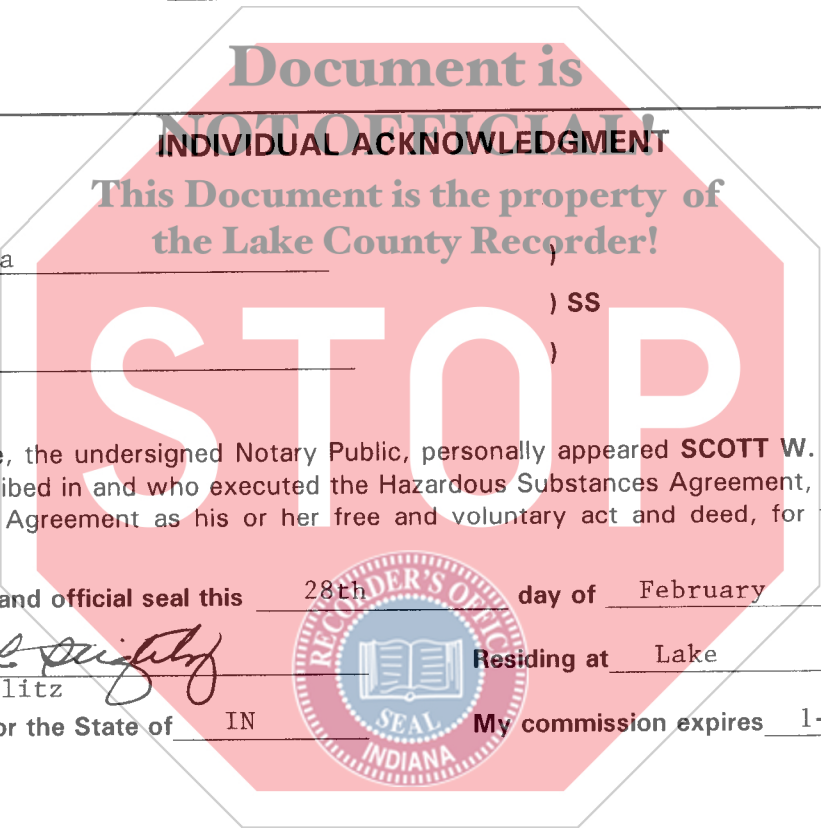 Document is
NOT OFFICIAL!
INDIVIDUAL ACKNOWLEDGMENT
This Document is the property of
the Lake County Recorder!
a )
) SS
)
STOP
, the undersigned Notary Public, personally appeared SCOTT W.
ibed in and who executed the Hazardous Substances Agreement,
Agreement as his or her free and voluntary act and deed, for
and official seal this 28th day of February
Residing at Lake
litz
or the State of IN My commission expires 1-
RECORDER'S OFFICE
SEAL
INDIANA